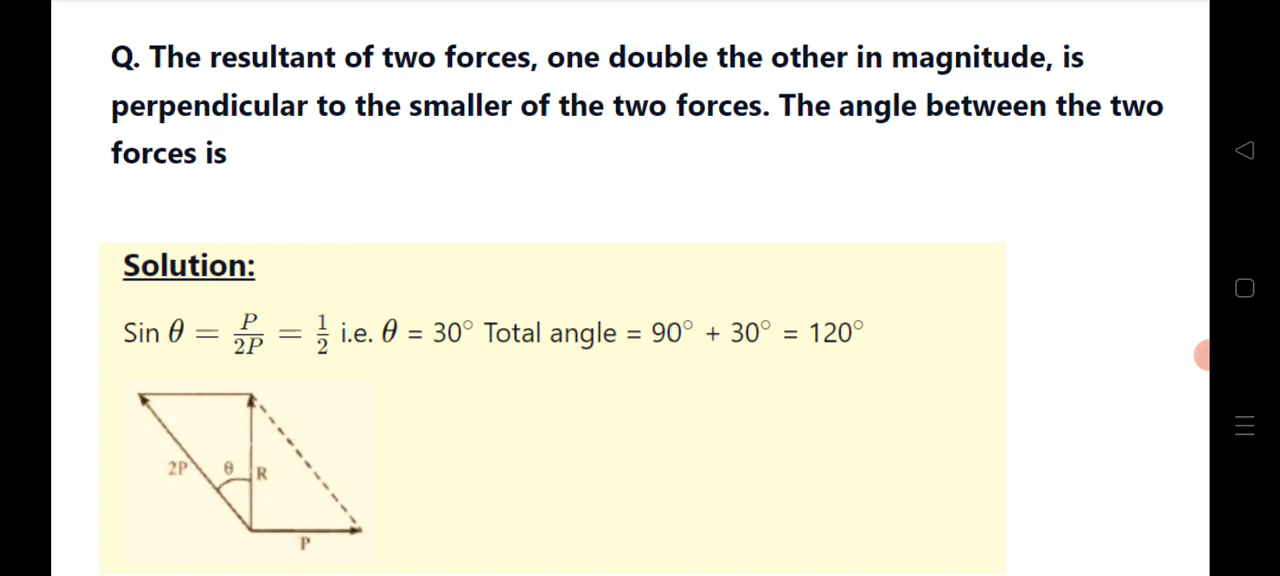 Q. The resultant of two forces, one double the other in magnitude, is
perpendicular to the smaller of the two forces. The angle between the two
forces is
Solution:
Sin θ = P/2P = 1/2 i.e. θ = 30° Total angle = 90° + 30° = 120°
2P θ R
P